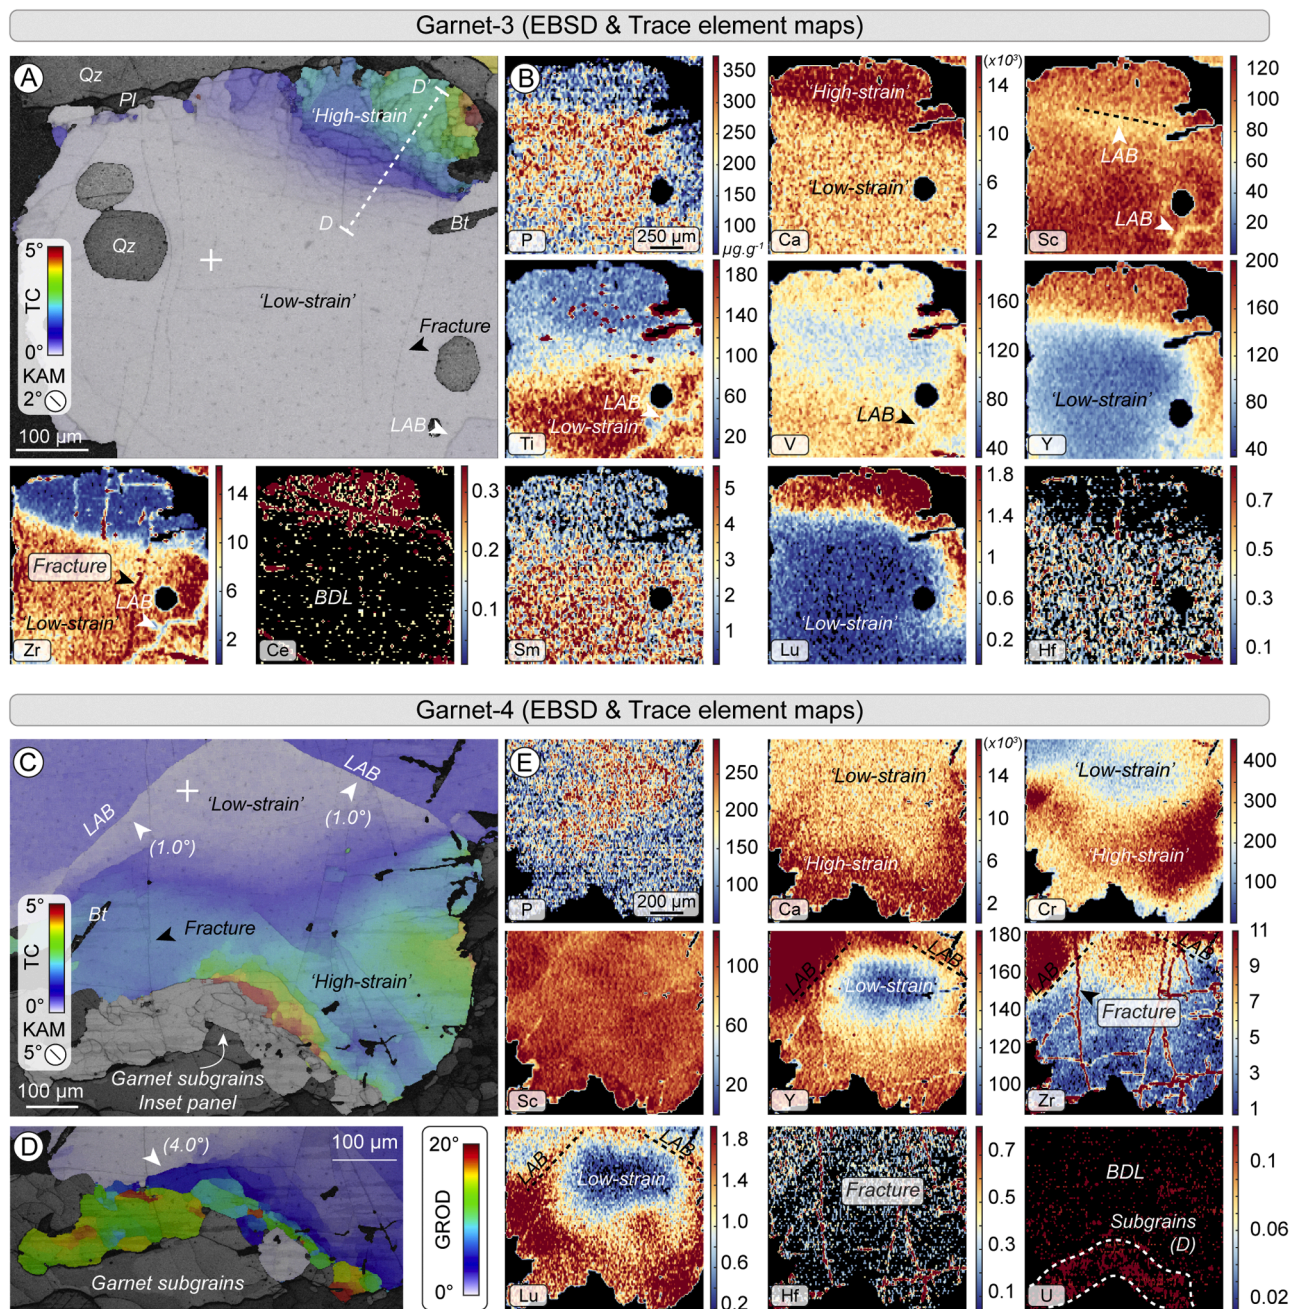 Garnet-3 (EBSD & Trace element maps)
A
Qz
Pl
'High-strain'
D'
D
Bt
Qz
'Low-strain'
Fracture
LAB
5°
TC
0°
KAM
2°
100 µm
B
P
250 µm
350
300
250
200
150
100
µg.g-1
'High-strain'
'Low-strain'
Ca
(x10³)
14
10
6
2
LAB
LAB
Sc
120
100
80
60
40
20
LAB
'Low-strain
Ti
180
140
100
60
20
LAB
V
160
120
80
40
'Low-strain'
Y
200
160
120
80
40
Fracture
LAB
'Low-strain'
Zr
14
10
6
2
BDL
Ce
0.3
0.2
0.1
Sm
5
4
3
2
1
'Low-strain'
Lu
1.8
1.4
1
0.6
0.2
Hf
0.7
0.5
0.3
0.1
Garnet-4 (EBSD & Trace element maps)
C
LAB
LAB
'Low-strain'
(1.0°)
(1.0°)
Bt
Fracture
'High-strain'
5°
TC
0°
KAM
5°
100 µm
Garnet subgrains
Inset panel
E
P
200 µm
250
200
150
100
'Low-strain'
'High-strain'
Ca
(x10³)
14
10
6
2
'Low-strain'
'High-strain'
Cr
400
300
200
100
Sc
100
60
20
LAB
LAB
'Low-strain'
Y
180
160
140
120
100
LAB
LAB
Fracture
Zr
11
9
7
5
3
1
D
(4.0°)
100 µm
Garnet subgrains
20°
GROD
0°
LAB
LAB
'Low-strain'
Lu
1.8
1.4
1.0
0.6
0.2
Fracture
Hf
0.7
0.5
0.3
0.1
BDL
Subgrains
(D)
U
0.1
0.06
0.02